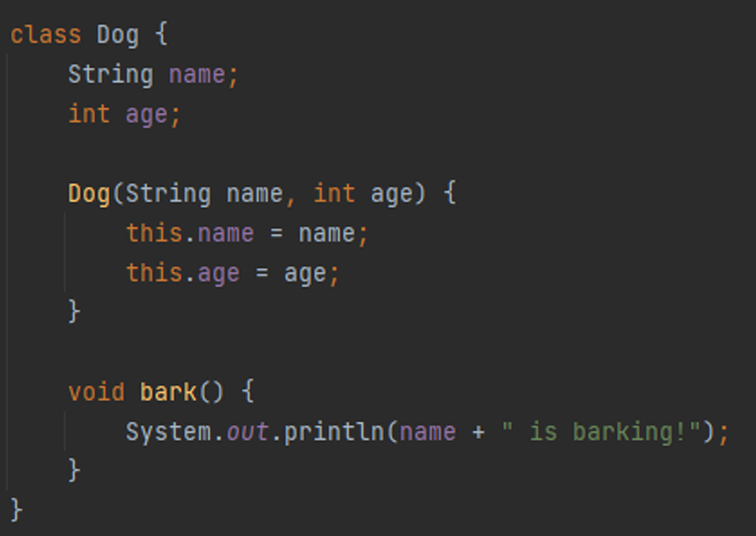 class Dog {
    String name;
    int age;

    Dog(String name, int age) {
        this.name = name;
        this.age = age;
    }

    void bark() {
        System.out.println(name + " is barking!");
    }
}